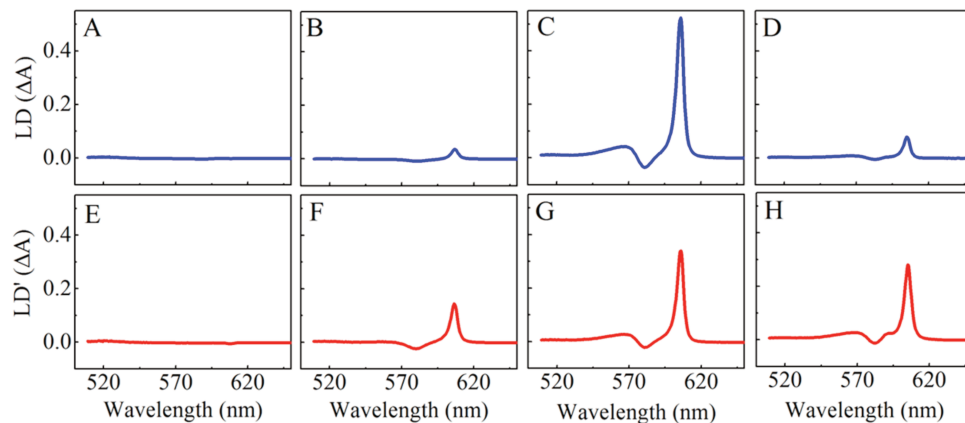 A B C D
LD (ΔA)
0.4
0.2
0.0
E F G H
LD' (ΔA)
0.4
0.2
0.0
520 570 620 520 570 620 520 570 620 520 570 620
Wavelength (nm) Wavelength (nm) Wavelength (nm) Wavelength (nm)